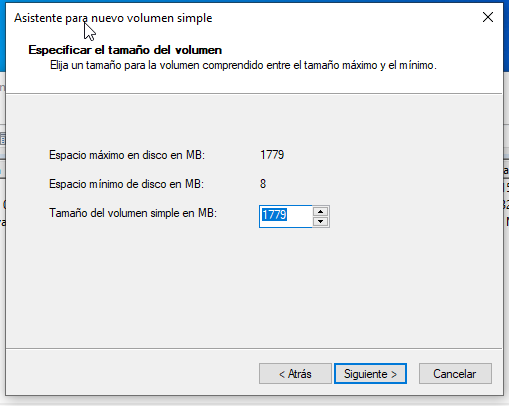 Asistente para nuevo volumen simple
Especificar el tamaño del volumen
Elija un tamaño para la volumen comprendido entre el tamaño máximo y el mínimo.
Espacio máximo en disco en MB: 1779
Espacio mínimo de disco en MB: 8
Tamaño del volumen simple en MB: 1779
< Atrás Siguiente > Cancelar